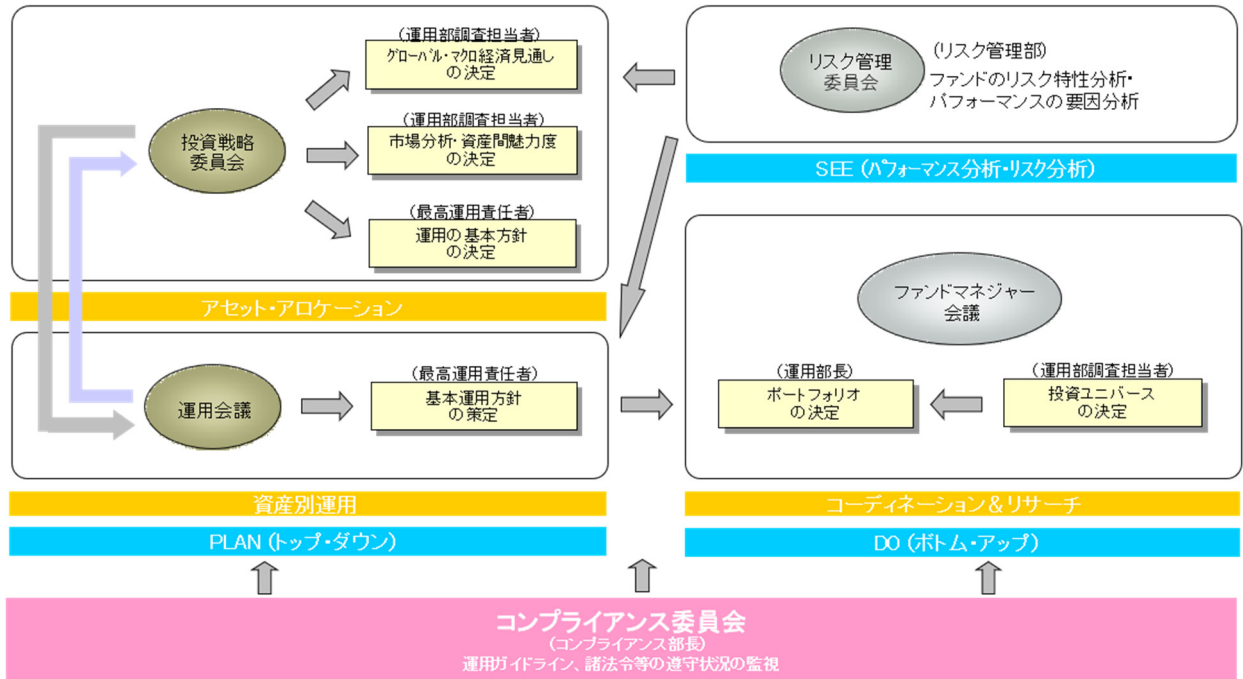 (運用部調査担当者)
グローバル・マクロ経済見通し
の決定
投資戦略
委員会
(運用部調査担当者)
市場分析・資産間魅力度
の決定
(最高運用責任者)
運用の基本方針
の決定
アセット・アロケーション
リスク管理
委員会
(リスク管理部)
ファンドのリスク特性分析・
パフォーマンスの要因分析
SEE (パフォーマンス分析・リスク分析)
運用会議
(最高運用責任者)
基本運用方針
の策定
資産別運用
PLAN (トップ・ダウン)
ファンドマネジャー
会議
(運用部長)
ポートフォリオ
の決定
(運用部調査担当者)
投資ユニバース
の決定
コーディネーション&リサーチ
DO (ボトム・アップ)
コンプライアンス委員会
(コンプライアンス部長)
運用ガイドライン、諸法令等の遵守状況の監視